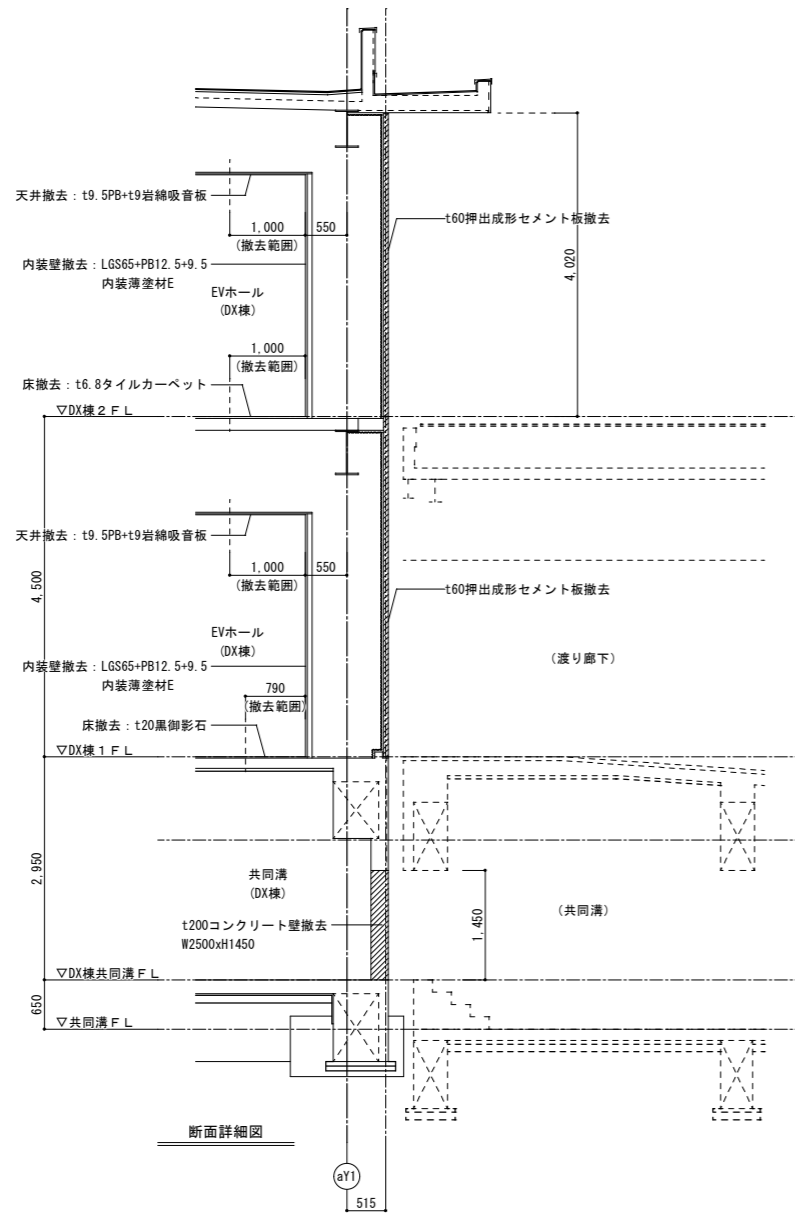 天井撤去：t9.5PB+t9岩綿吸音板
1,000
(撤去範囲)
550
t60押出成形セメント板撤去
4,020
内装壁撤去：LGS65+PB12.5+9.5
内装薄塗材E
EVホール
(DX棟)
1,000
(撤去範囲)
床撤去：t6.8タイルカーペット
▽DX棟２ＦＬ
天井撤去：t9.5PB+t9岩綿吸音板
1,000
(撤去範囲)
550
t60押出成形セメント板撤去
4,500
EVホール
(DX棟)
内装壁撤去：LGS65+PB12.5+9.5
内装薄塗材E
(渡り廊下)
790
(撤去範囲)
床撤去：t20黒御影石
▽DX棟１ＦＬ
2,950
共同溝
(DX棟)
t200コンクリート壁撤去
W2500xH1450
1,450
(共同溝)
▽DX棟共同溝ＦＬ
650
▽共同溝ＦＬ
断面詳細図
aY1
515